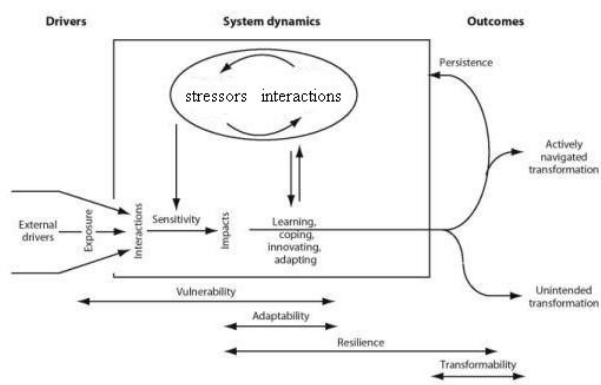 Drivers
System dynamics
Outcomes
stressors interactions
Persistence
Actively
navigated
transformation
External
drivers
Exposure
Interactions
Sensitivity
Impacts
Learning,
coping,
innovating,
adapting
Unintended
transformation
Vulnerability
Adaptability
Resilience
Transformability